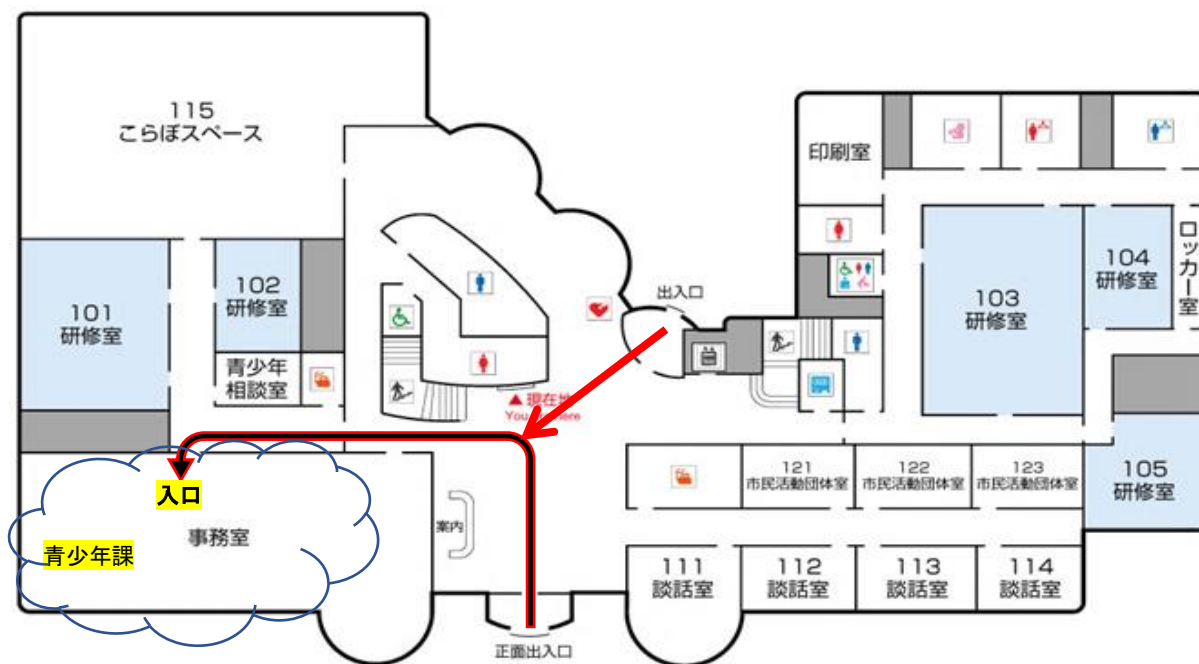 115
こらぼスペース
印刷室
101
研修室
102
研修室
出入口
103
研修室
104
研修室
ロッカー室
青少年
相談室
▲現在地
You are here
入口
121
市民活動団体室
122
市民活動団体室
123
市民活動団体室
105
研修室
案内
事務室
青少年課
111
談話室
112
談話室
113
談話室
114
談話室
正面出入口